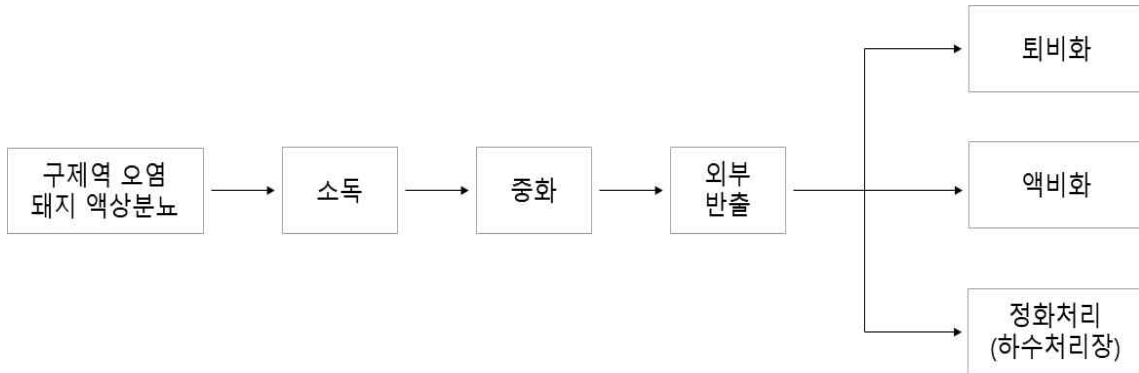 구제역 오염
돼지 액상분뇨
소독
중화
외부
반출
퇴비화
액비화
정화처리
(하수처리장)